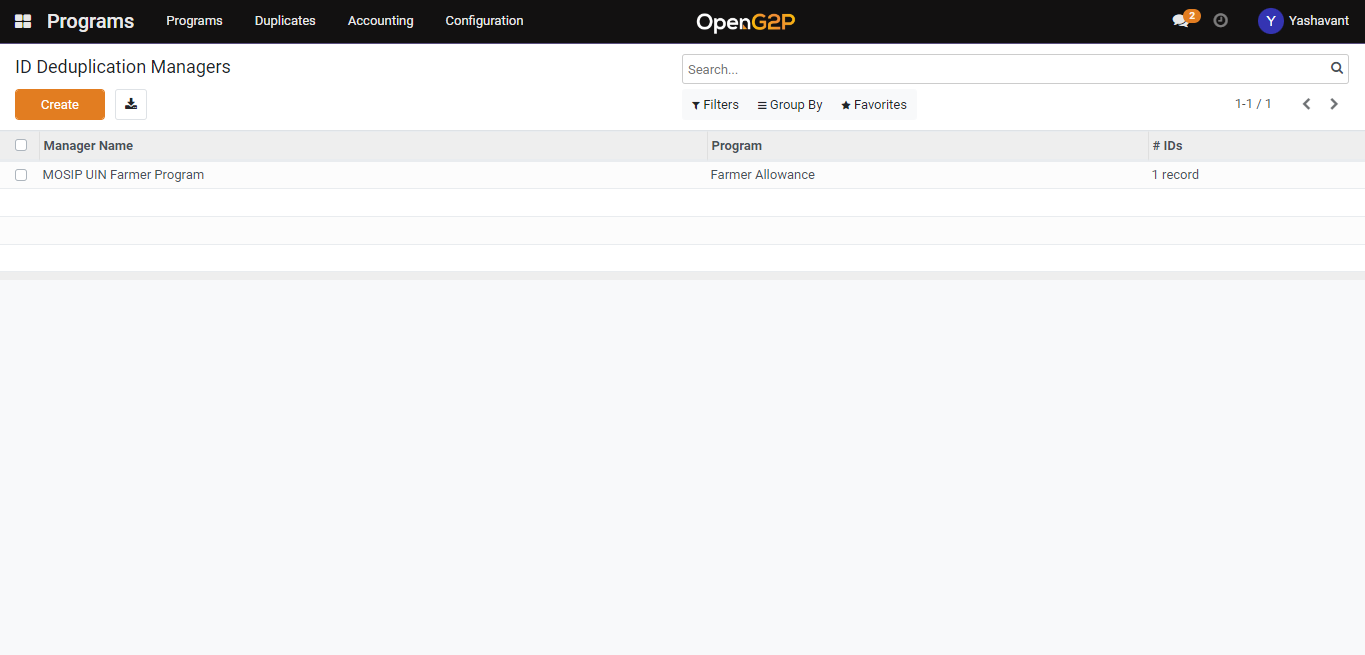 Programs Programs Duplicates Accounting Configuration OpenG2P 2 Y Yashavant
ID Deduplication Managers
Search...
Create
Filters Group By Favorites
1-1 / 1
Manager Name Program # IDs
MOSIP UIN Farmer Program Farmer Allowance 1 record